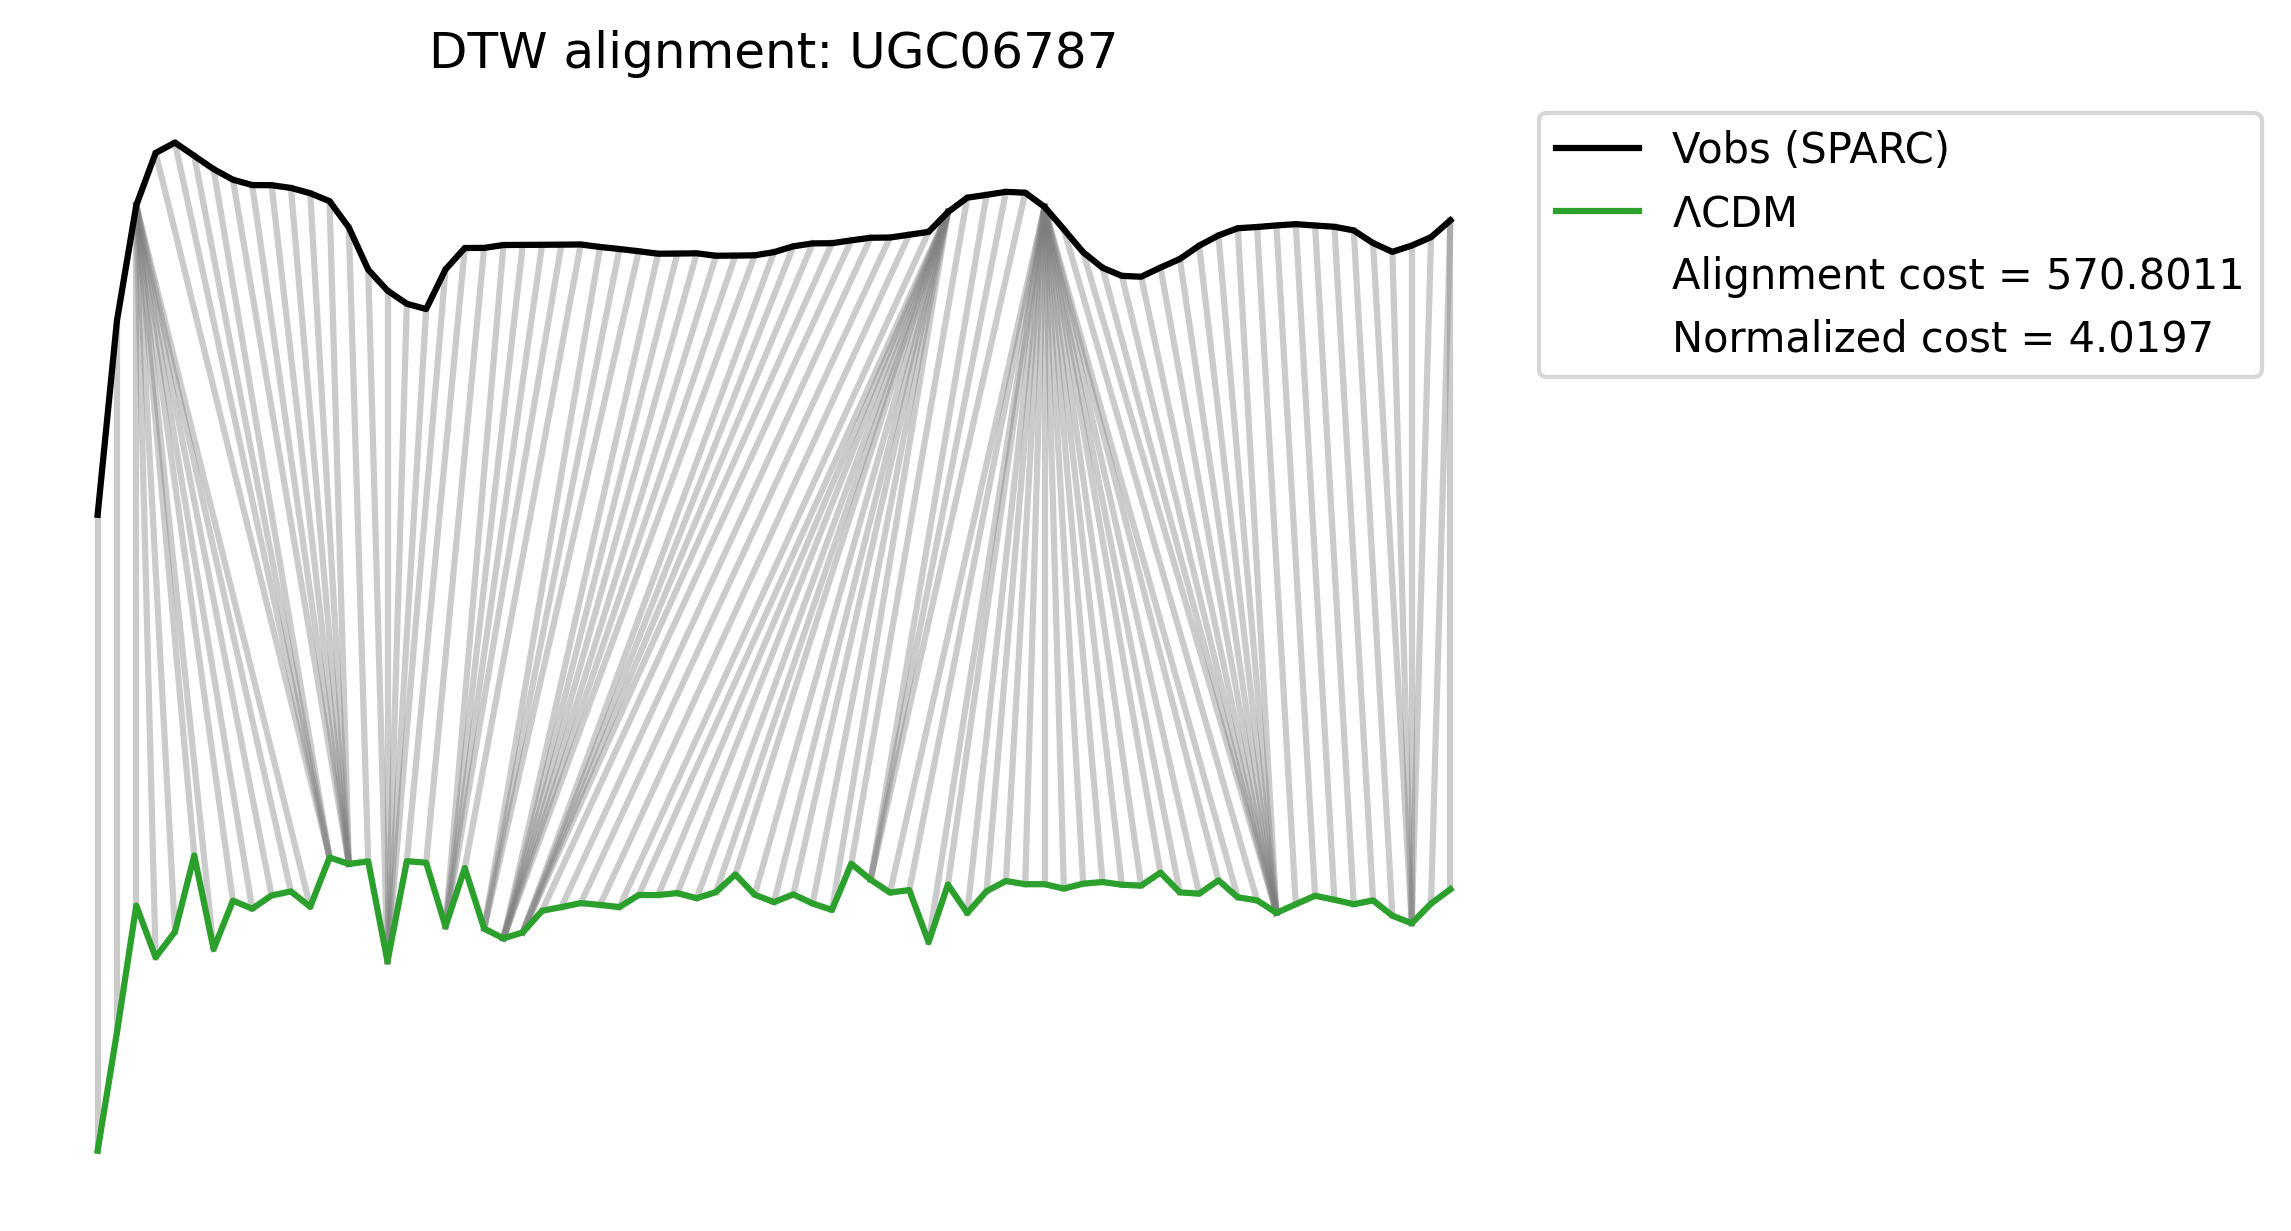 DTW alignment: UGC06787
Vobs (SPARC)
ΛCDM
Alignment cost = 570.8011
Normalized cost = 4.0197